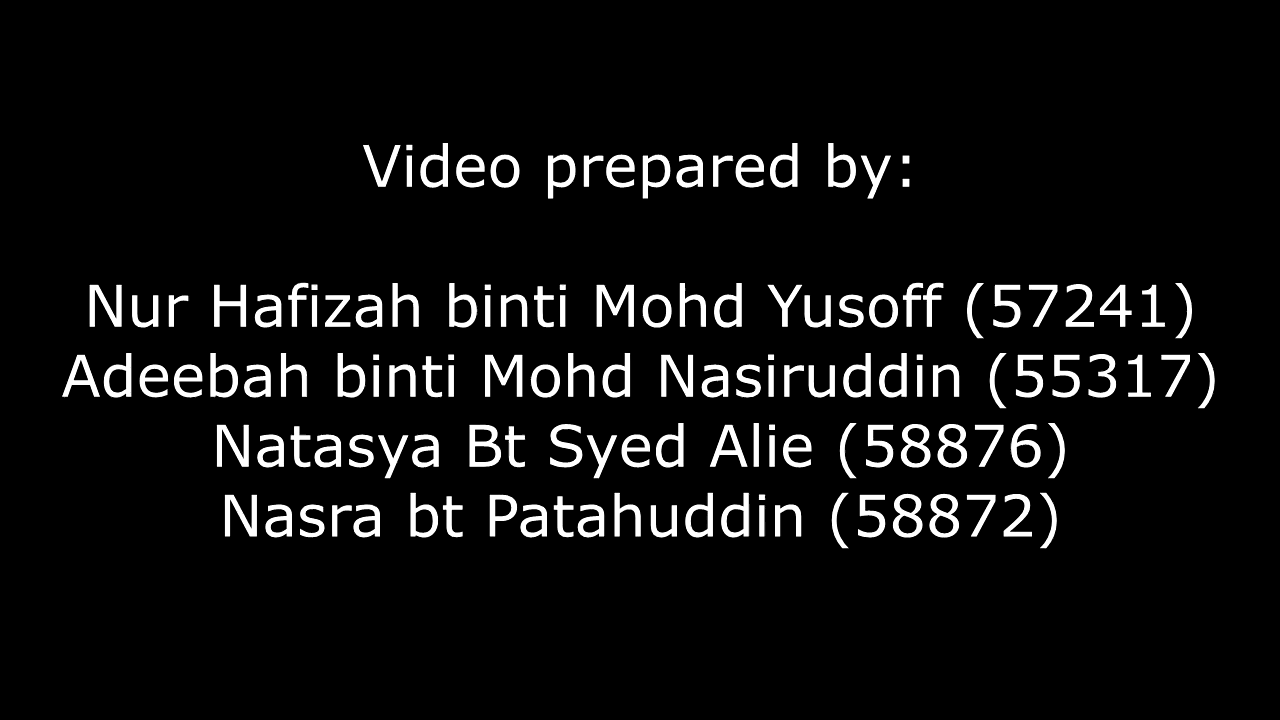 Video prepared by:
Nur Hafizah binti Mohd Yusoff (57241)
Adeebah binti Mohd Nasiruddin (55317)
Natasya Bt Syed Alie (58876)
Nasra bt Patahuddin (58872)